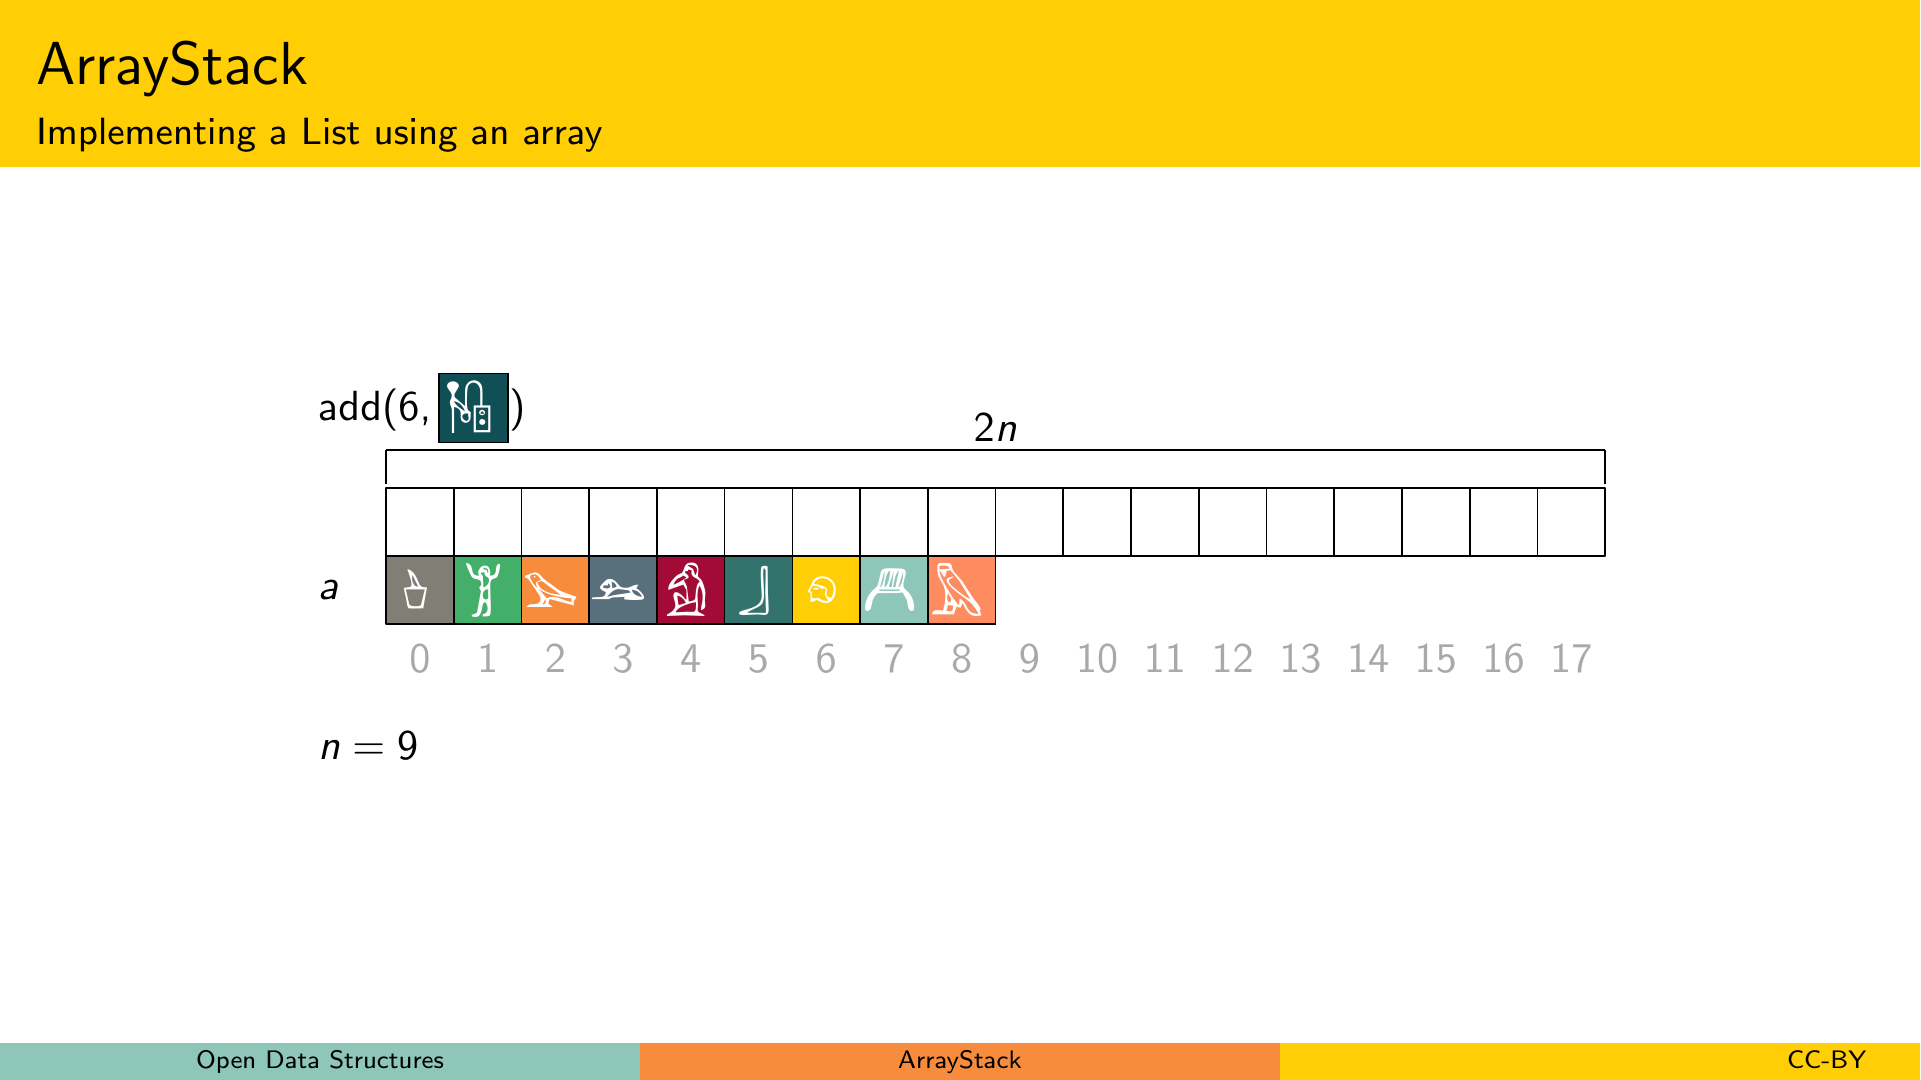 ArrayStack
Implementing a List using an array
add(6, )
2n
a
0 1 2 3 4 5 6 7 8 9 10 11 12 13 14 15 16 17
n = 9
Open Data Structures ArrayStack CC-BY